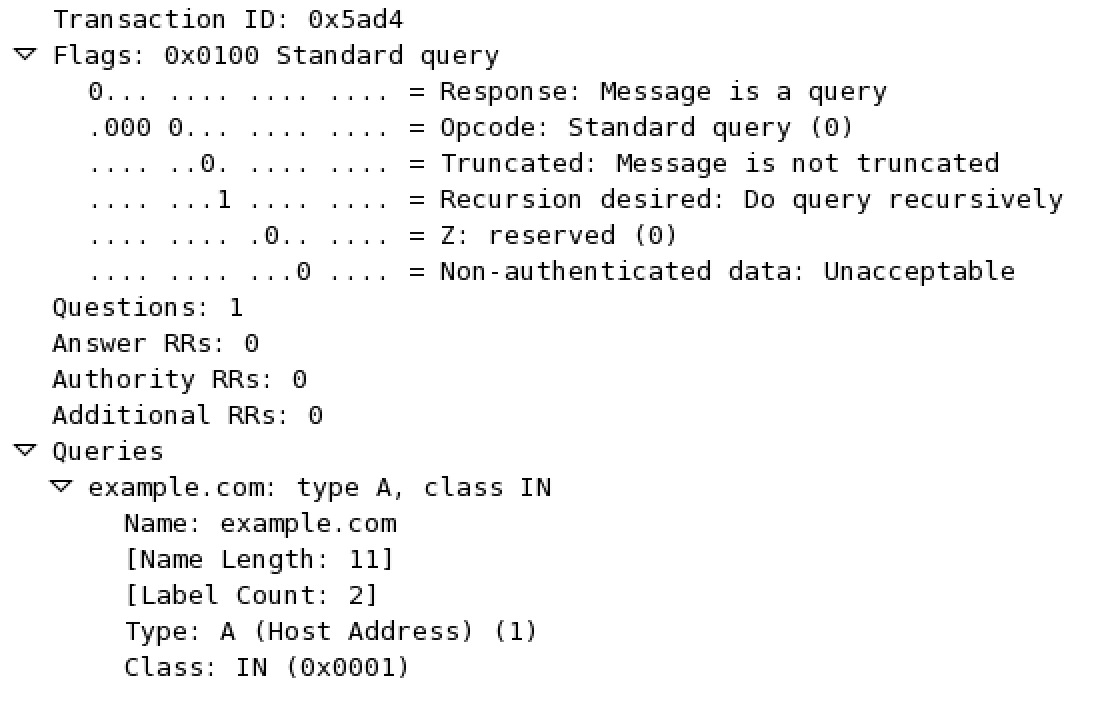 Transaction ID: 0x5ad4
Flags: 0x0100 Standard query
0... .... .... .... = Response: Message is a query
.000 0... .... .... = Opcode: Standard query (0)
.... ..0. .... .... = Truncated: Message is not truncated
.... ...1 .... .... = Recursion desired: Do query recursively
.... .... .0.. .... = Z: reserved (0)
.... .... ...0 .... = Non-authenticated data: Unacceptable
Questions: 1
Answer RRs: 0
Authority RRs: 0
Additional RRs: 0
Queries
example.com: type A, class IN
Name: example.com
[Name Length: 11]
[Label Count: 2]
Type: A (Host Address) (1)
Class: IN (0x0001)